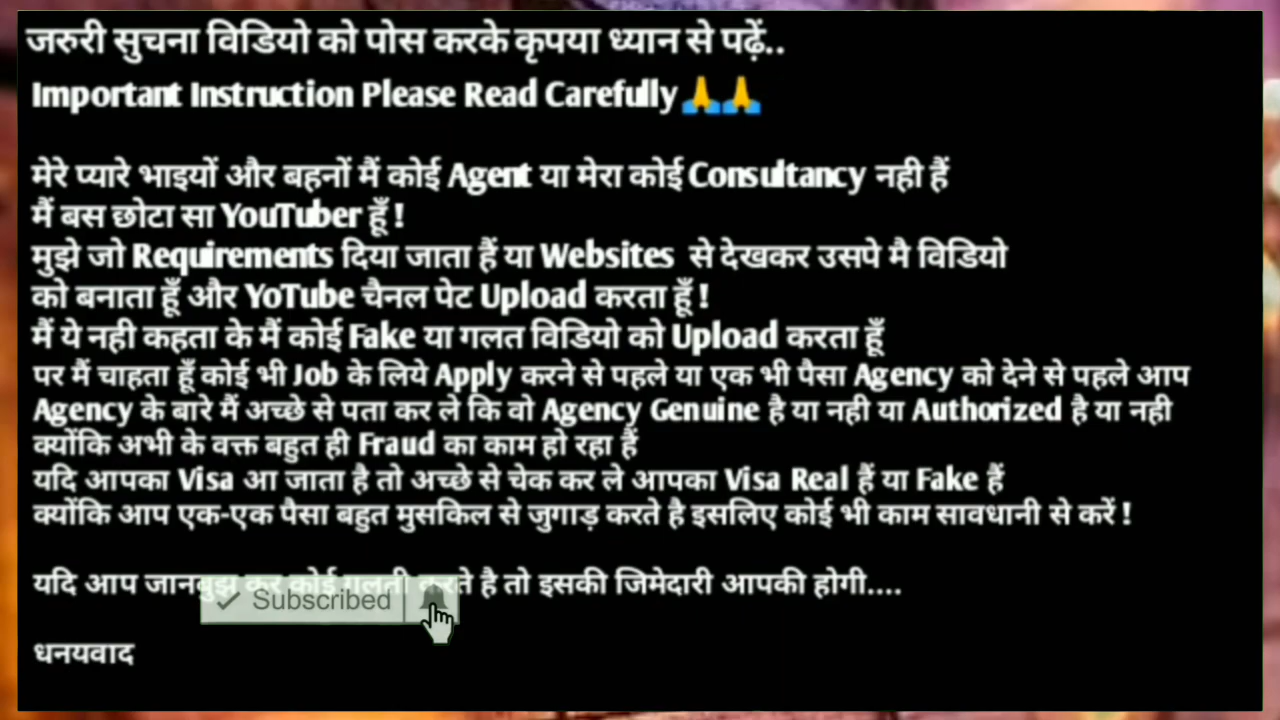 जरुरी सुचना विडियो को पोस करके कृपया ध्यान से पढ़ें..
Important Instruction Please Read Carefully🙏🙏
मेरे प्यारे भाइयों और बहनों मैं कोई Agent या मेरा कोई Consultancy नही हैं
मैं बस छोटा सा YouTuber हूँ !
मुझे जो Requirements दिया जाता हैं या Websites से देखकर उसपे मै विडियो
को बनाता हूँ और YoTube चैनल पेट Upload करता हूँ !
मैं ये नही कहता के मैं कोई Fake या गलत विडियो को Upload करता हूँ
पर मैं चाहता हूँ कोई भी Job के लिये Apply करने से पहले या एक भी पैसा Agency को देने से पहले आप
Agency के बारे मैं अच्छे से पता कर ले कि वो Agency Genuine है या नही या Authorized है या नही
क्योंकि अभी के वक्त बहुत ही Fraud का काम हो रहा हैं
यदि आपका Visa आ जाता है तो अच्छे से चेक कर ले आपका Visa Real हैं या Fake हैं
क्योंकि आप एक-एक पैसा बहुत मुसकिल से जुगाड़ करते है इसलिए कोई भी काम सावधानी से करें !
यदि आप जानबुझ कर कोई गलती करते है तो इसकी जिमेदारी आपकी होगी....
Subscribed
धनयवाद